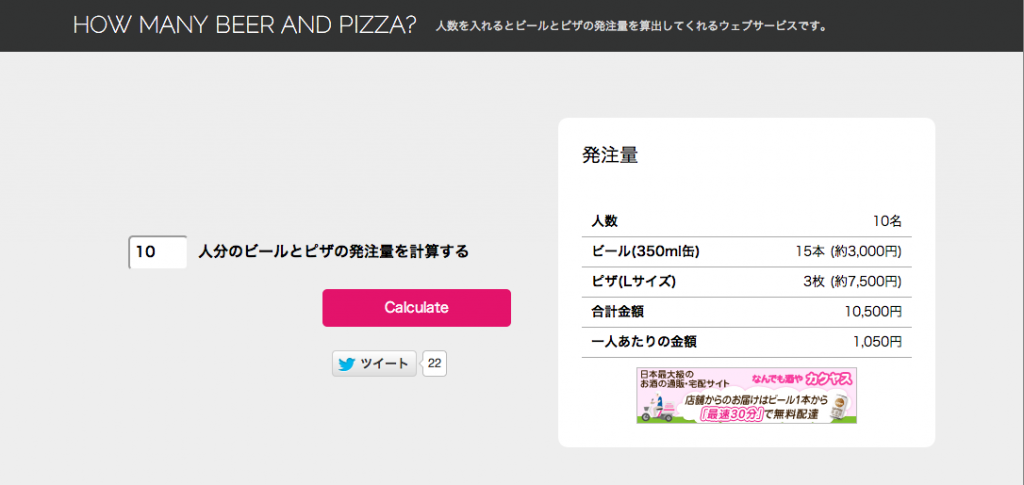 HOW MANY BEER AND PIZZA? 人数を入れるとビールとピザの発注量を算出してくれるウェブサービスです。
10 人分のビールとピザの発注量を計算する
Calculate
ツイート 22
発注量
人数 10名
ビール(350ml缶) 15本 (約3,000円)
ピザ(Lサイズ) 3枚 (約7,500円)
合計金額 10,500円
一人あたりの金額 1,050円
日本最大級の
お酒の通販・宅配サイト
なんでも酒や カクヤス
店舗からのお届けはビール1本から
「最速30分」で無料配達